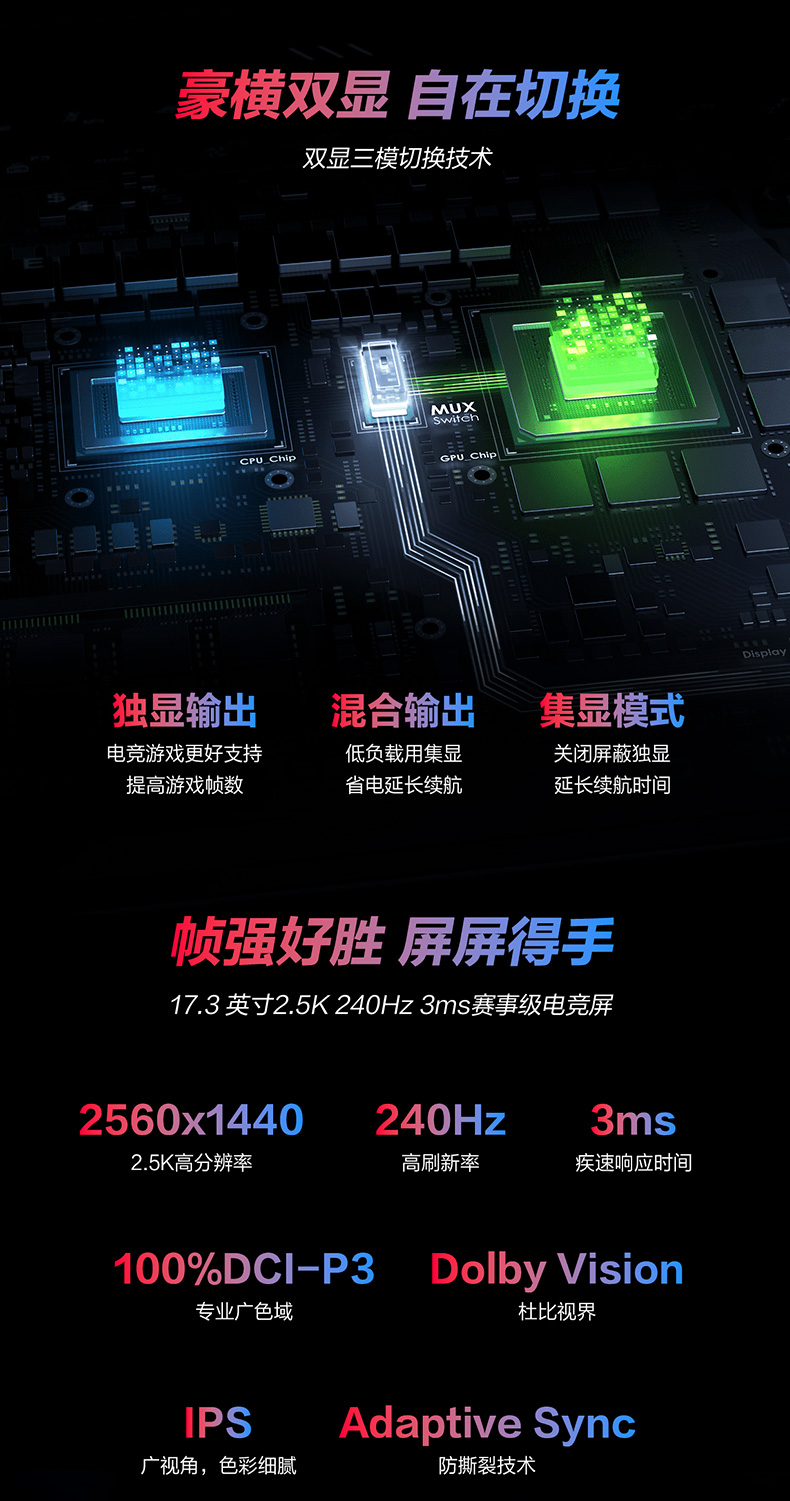 豪横双显 自在切换
双显三模切换技术
MUX
Switch
CPU_Chip
GPU_Chip
Display
独显输出 混合输出 集显模式
电竞游戏更好支持 低负载用集显 关闭屏蔽独显
提高游戏帧数 省电延长续航 延长续航时间
帧强好胜 屏屏得手
17.3 英寸2.5K 240Hz 3ms赛事级电竞屏
2560x1440 240Hz 3ms
2.5K高分辨率 高刷新率 疾速响应时间
100%DCI-P3 Dolby Vision
专业广色域 杜比视界
IPS Adaptive Sync
广视角，色彩细腻 防撕裂技术